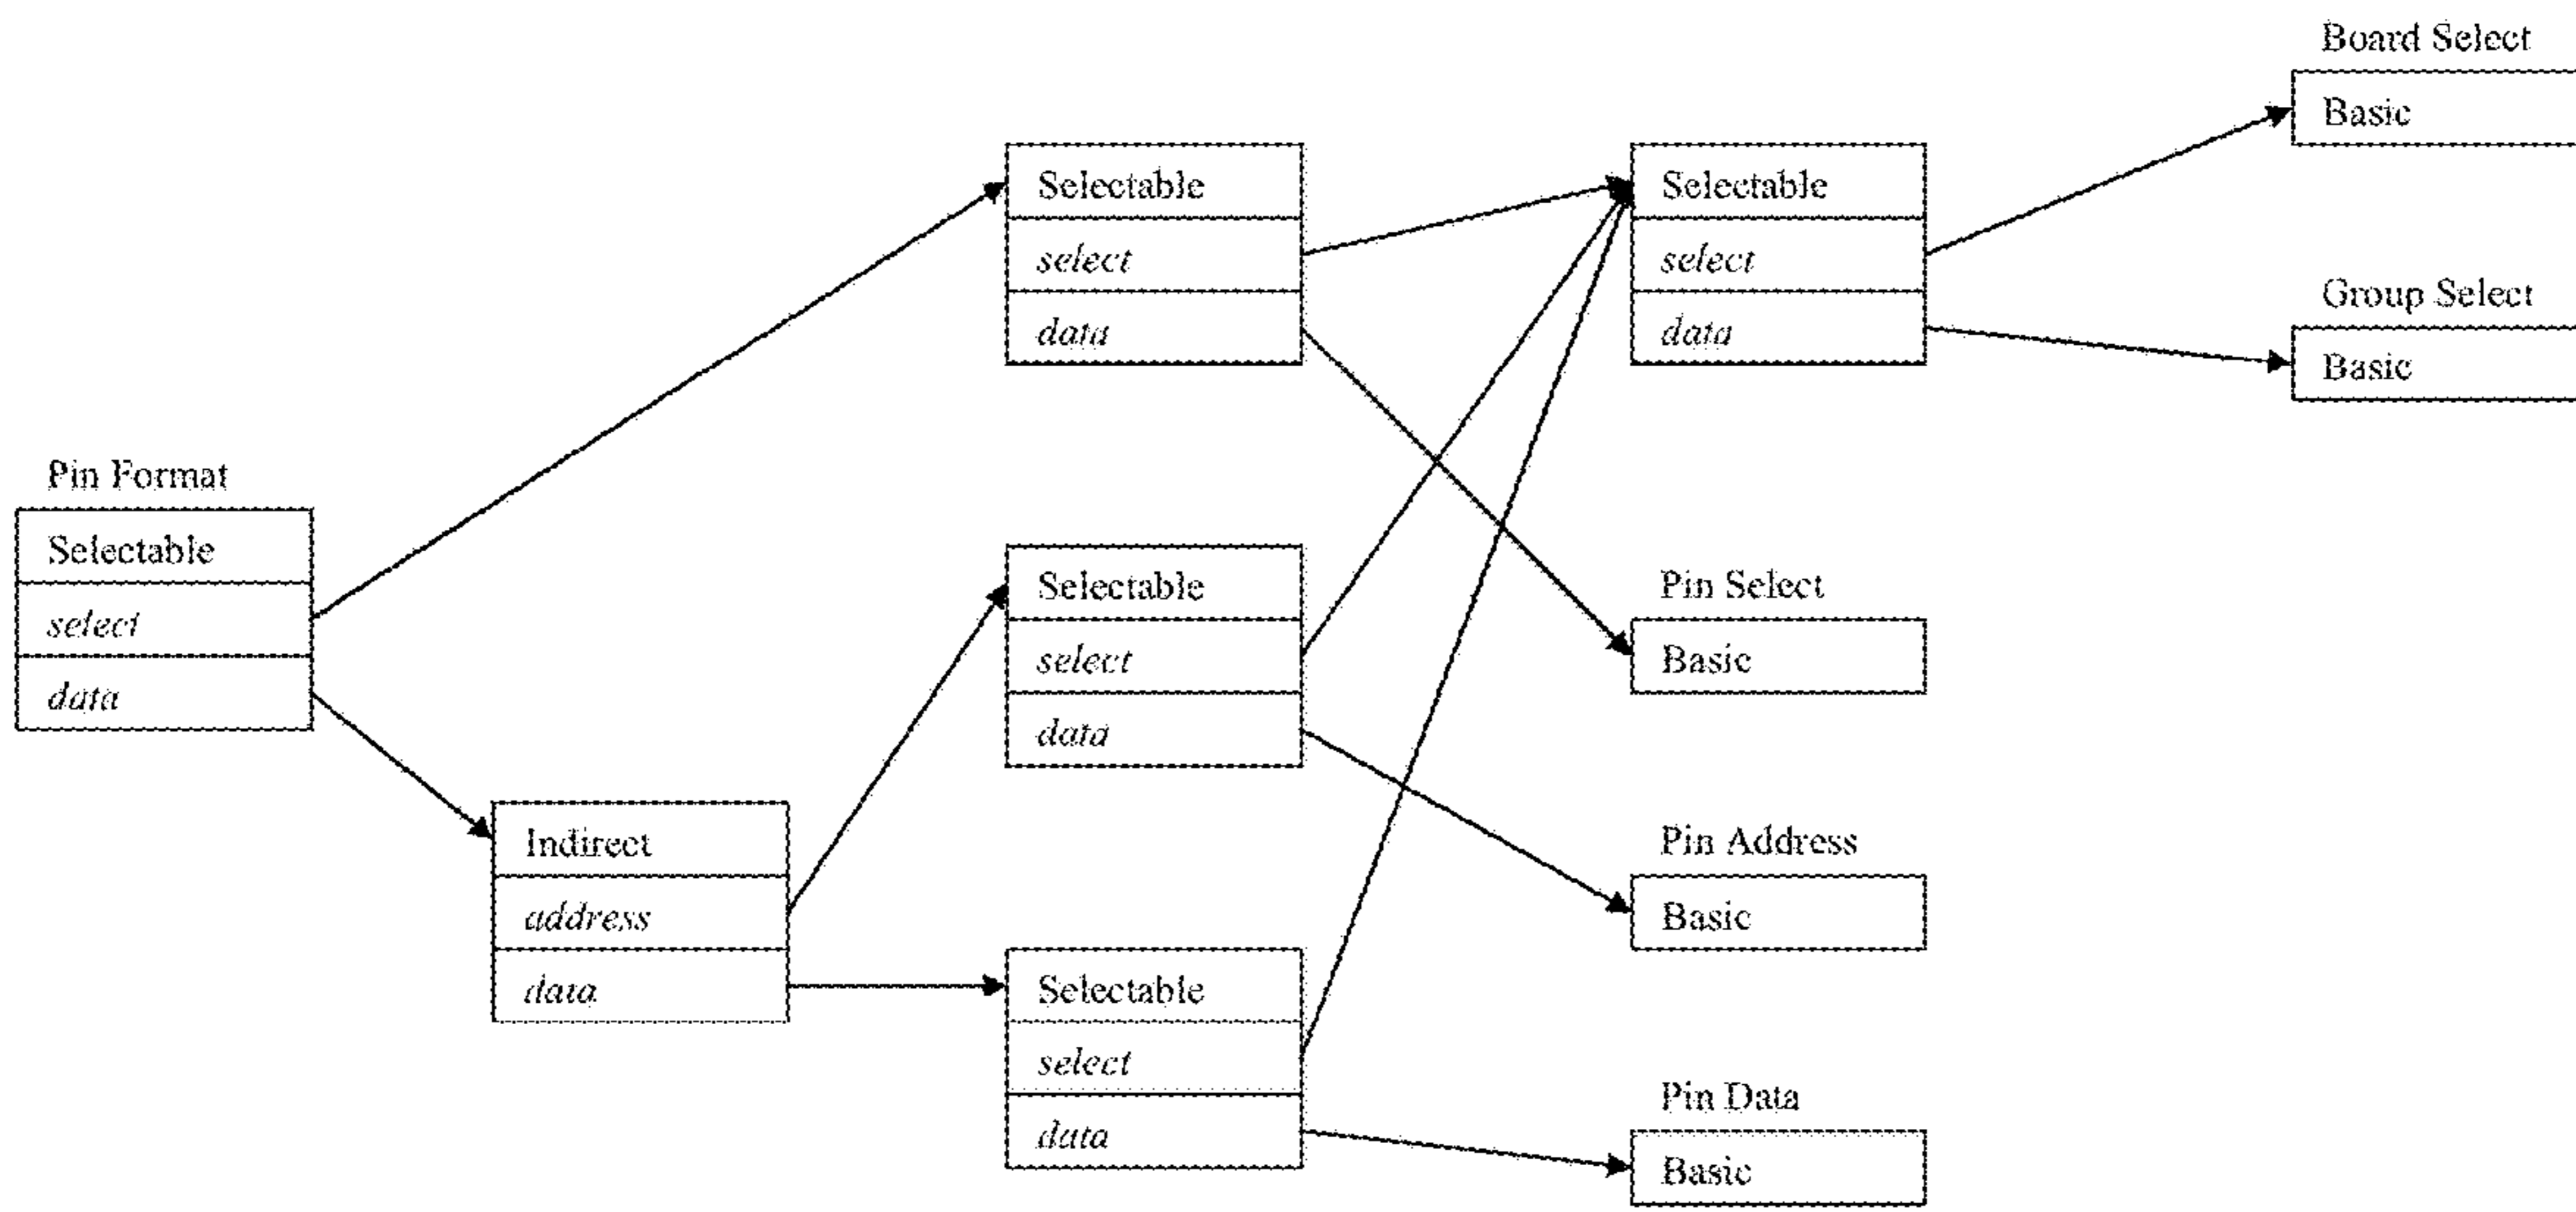 Board Select
Basic
Selectable
select
data
Selectable
select
data
Group Select
Basic
Pin Format
Selectable
select
data
Selectable
select
data
Pin Select
Basic
Indirect
address
data
Pin Address
Basic
Selectable
select
data
Pin Data
Basic